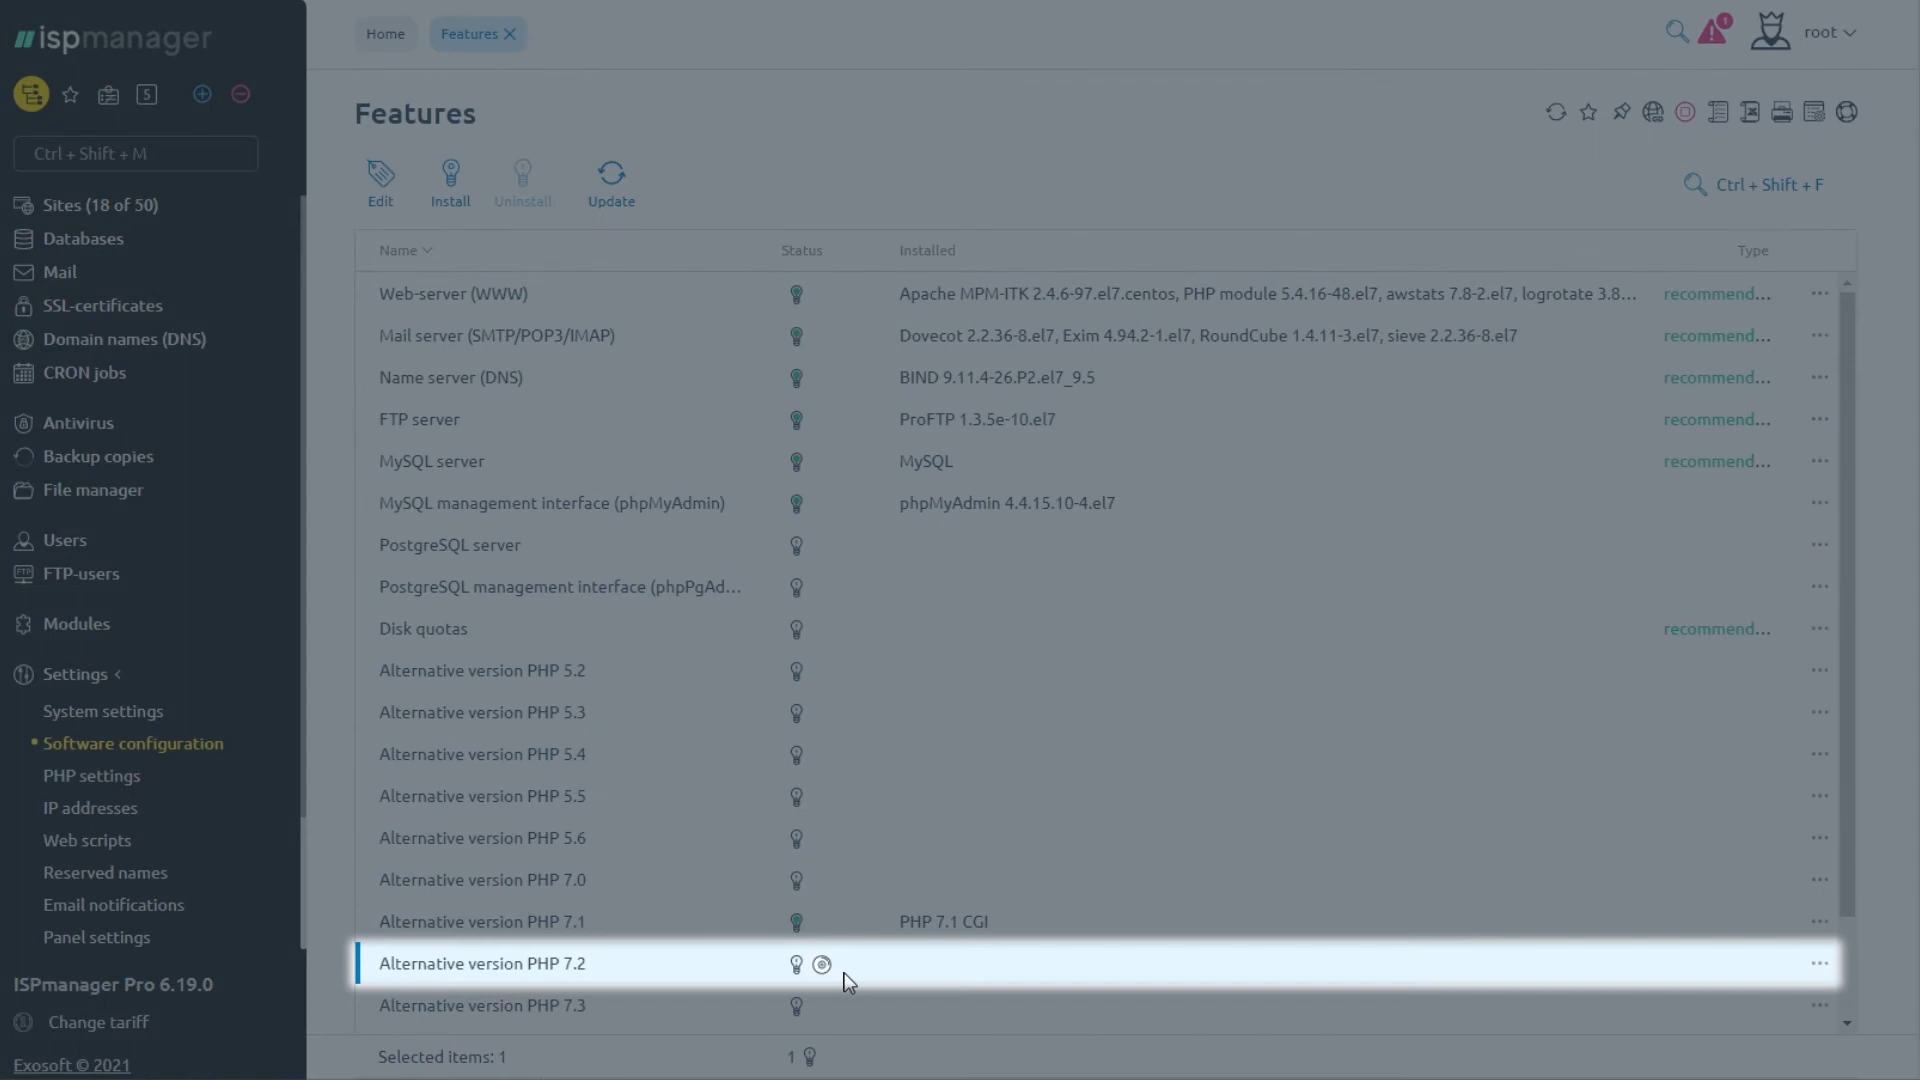 ispmanager
Home
Features
1
root
5
Ctrl + Shift + M
Sites (18 of 50)
Databases
Mail
SSL-certificates
Domain names (DNS)
CRON jobs
Antivirus
Backup copies
File manager
Users
FTP
FTP-users
Modules
Settings
System settings
Software configuration
PHP settings
IP addresses
Web scripts
Reserved names
Email notifications
Panel settings
ISPmanager Pro 6.19.0
Change tariff
Exosoft © 2021
Features
Edit
Install
Uninstall
Update
Ctrl + Shift + F
Name Status Installed Type
Web-server (WWW) Apache MPM-ITK 2.4.6-97.el7.centos, PHP module 5.4.16-48.el7, awstats 7.8-2.el7, logrotate 3.8... recommend...
Mail server (SMTP/POP3/IMAP) Dovecot 2.2.36-8.el7, Exim 4.94.2-1.el7, RoundCube 1.4.11-3.el7, sieve 2.2.36-8.el7 recommend...
Name server (DNS) BIND 9.11.4-26.P2.el7_9.5 recommend...
FTP server ProFTP 1.3.5e-10.el7 recommend...
MySQL server MySQL recommend...
MySQL management interface (phpMyAdmin) phpMyAdmin 4.4.15.10-4.el7
PostgreSQL server
PostgreSQL management interface (phpPgAd...
Disk quotas recommend...
Alternative version PHP 5.2
Alternative version PHP 5.3
Alternative version PHP 5.4
Alternative version PHP 5.5
Alternative version PHP 5.6
Alternative version PHP 7.0
Alternative version PHP 7.1 PHP 7.1 CGI
Alternative version PHP 7.2
Alternative version PHP 7.3
Selected items: 1 1